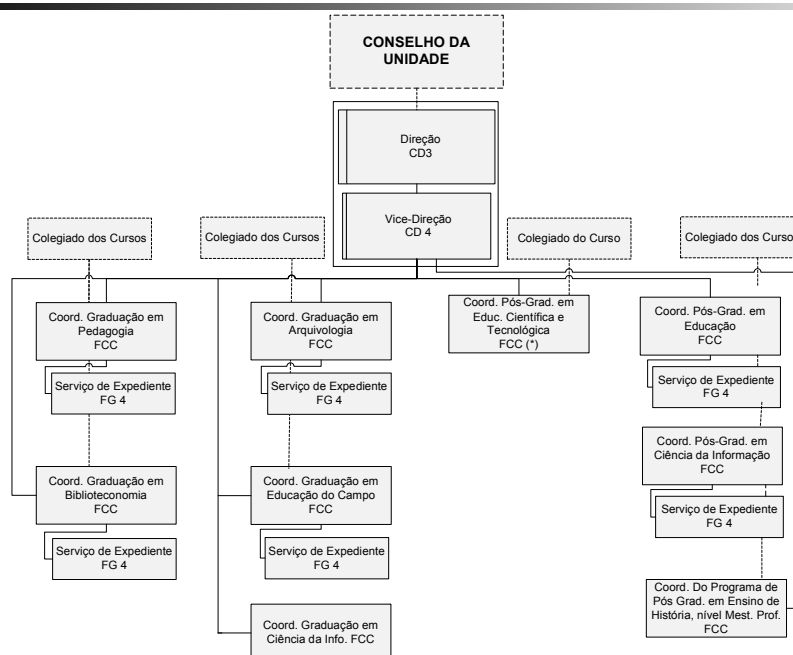 CONSELHO DA
UNIDADE
Direção
CD3
Vice-Direção
CD 4
Colegiado dos Cursos
Colegiado dos Cursos
Colegiado do Curso
Colegiado dos Curso
Coord. Graduação em
Pedagogia
FCC
Serviço de Expediente
FG 4
Coord. Graduação em
Biblioteconomia
FCC
Serviço de Expediente
FG 4
Coord. Graduação em
Arquivologia
FCC
Serviço de Expediente
FG 4
Coord. Graduação em
Educação do Campo
FCC
Serviço de Expediente
FG 4
Coord. Graduação em
Ciência da Info. FCC
Coord. Pós-Grad. em
Educ. Científica e
Tecnológica
FCC (*)
Coord. Pós-Grad. em
Educação
FCC
Serviço de Expediente
FG 4
Coord. Pós-Grad. em
Ciência da Informação
FCC
Serviço de Expediente
FG 4
Coord. Do Programa de
Pós Grad. em Ensino de
História, nível Mest. Prof.
FCC